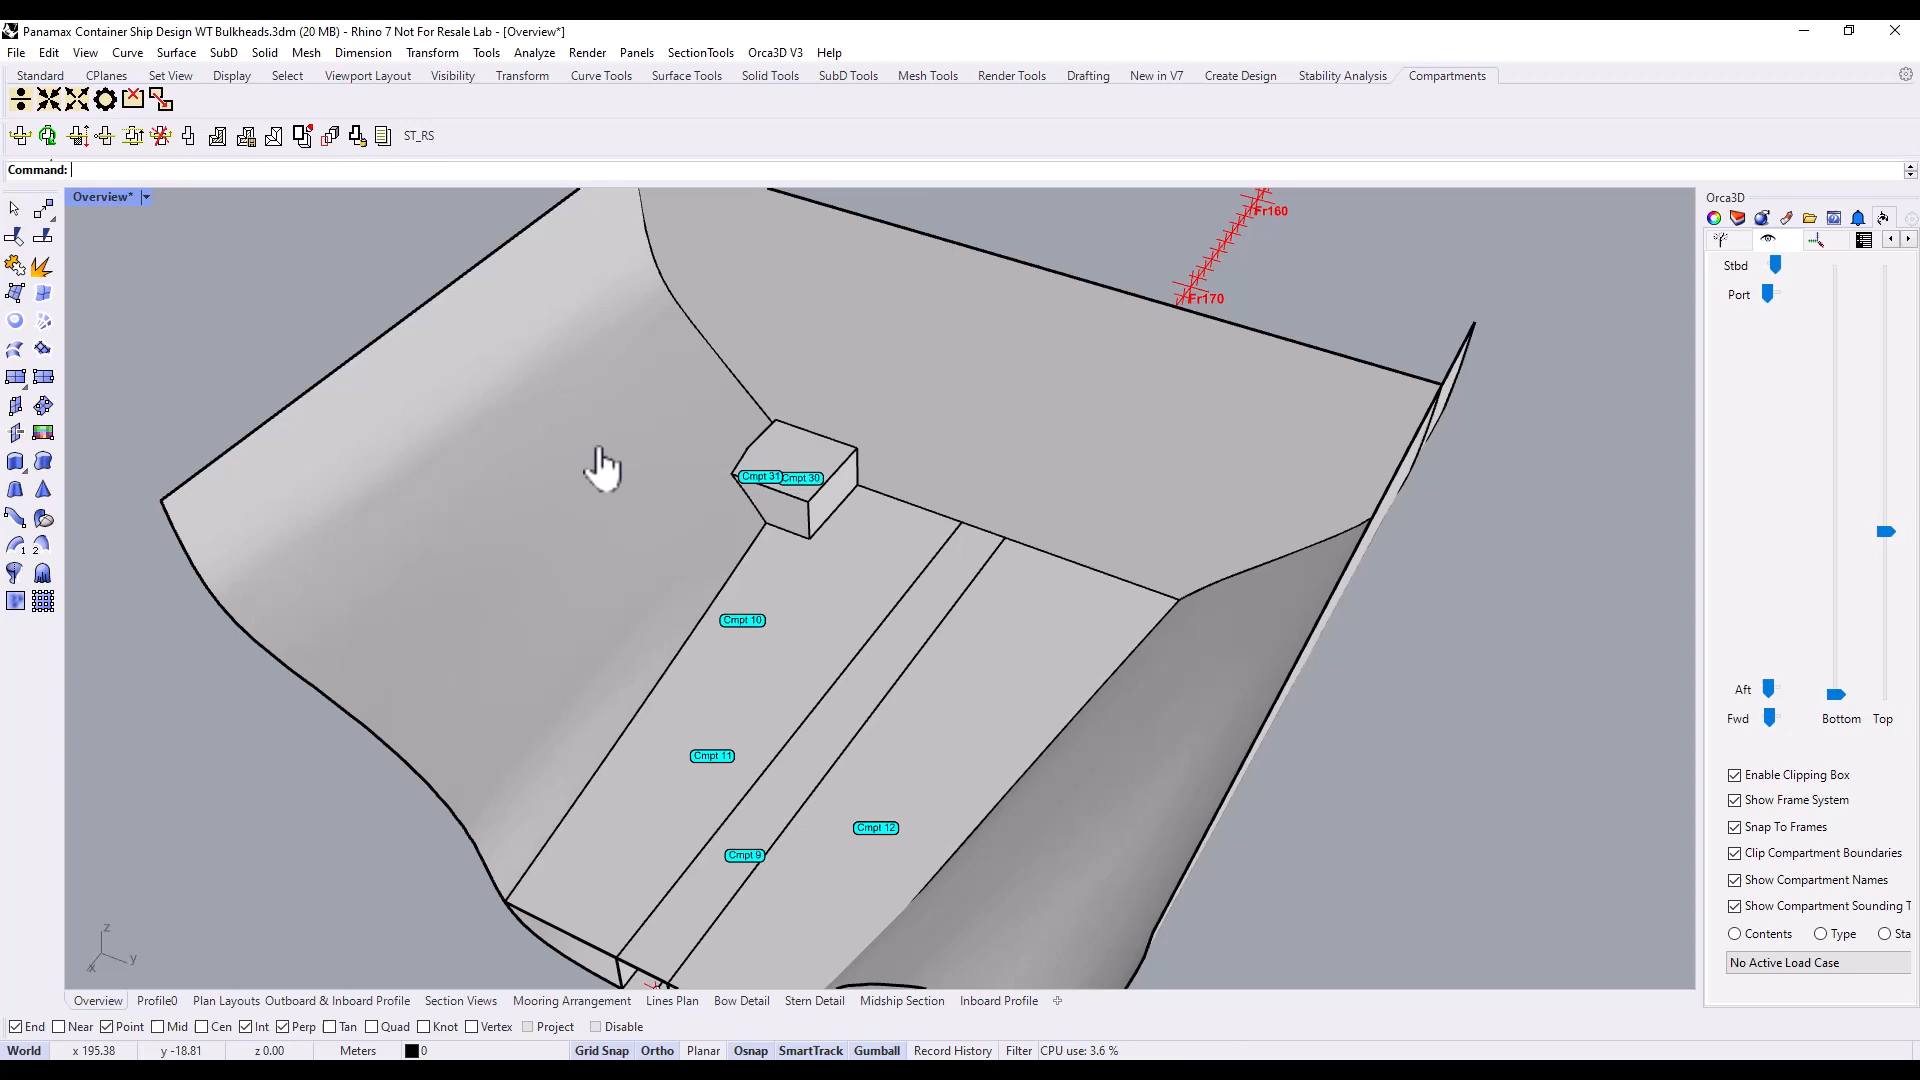 Panamax Container Ship Design WT Bulkheads.3dm (20 MB) - Rhino 7 Not For Resale Lab - [Overview*]
File Edit View Curve Surface SubD Solid Mesh Dimension Transform Tools Analyze Render Panels SectionTools Orca3D V3 Help
Standard CPlanes Set View Display Select Viewport Layout Visibility Transform Curve Tools Surface Tools Solid Tools SubD Tools Mesh Tools Render Tools Drafting New in V7 Create Design Stability Analysis Compartments
ST_RS
Command:
Overview*
Orca3D
Fr160
Fr170
Stbd
Port
Cmpt 31 Cmpt 30
Cmpt 10
Cmpt 11
Cmpt 12
Cmpt 9
Aft
Fwd Bottom Top
Enable Clipping Box
Show Frame System
Snap To Frames
Clip Compartment Boundaries
Show Compartment Names
Show Compartment Sounding T
Contents Type Sta
No Active Load Case
z
y
x
1 2
Overview Profile0 Plan Layouts Outboard & Inboard Profile Section Views Mooring Arrangement Lines Plan Bow Detail Stern Detail Midship Section Inboard Profile
End Near Point Mid Cen Int Perp Tan Quad Knot Vertex Project Disable
World x 195.38 y -18.81 z 0.00 Meters 0 Grid Snap Ortho Planar Osnap SmartTrack Gumball Record History Filter CPU use: 3.6 %